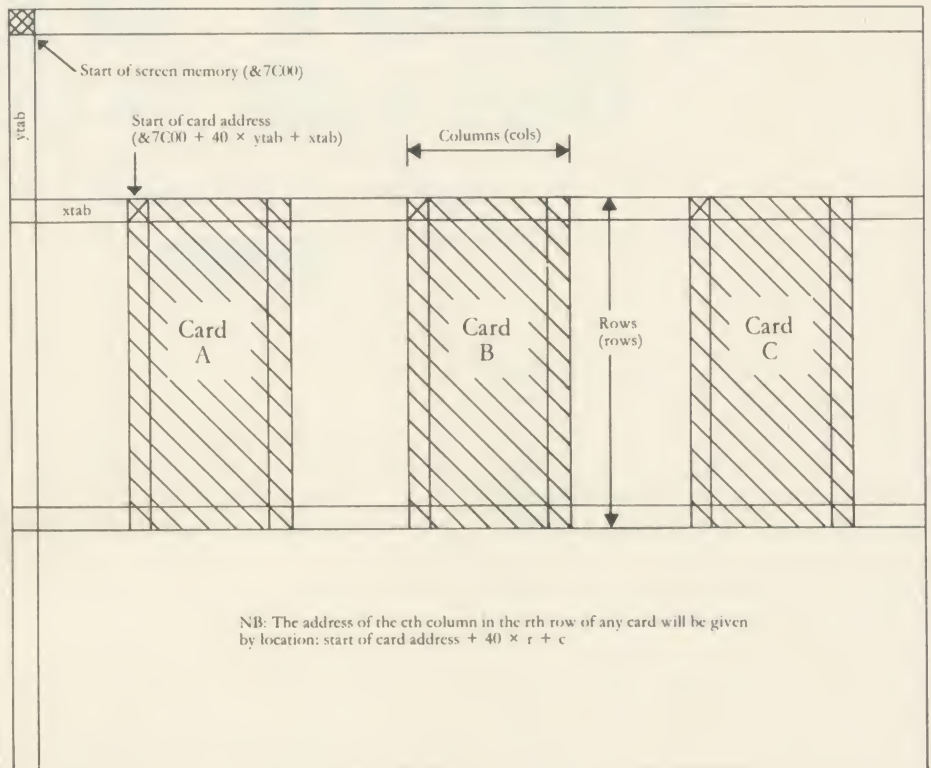 Start of screen memory (&7C00)
ytab
Start of card address
(&7C00 + 40 × ytab + xtab)
Columns (cols)
xtab
Card
A
Card
B
Rows
(rows)
Card
C
NB: The address of the cth column in the rth row of any card will be given
by location: start of card address + 40 × r + c